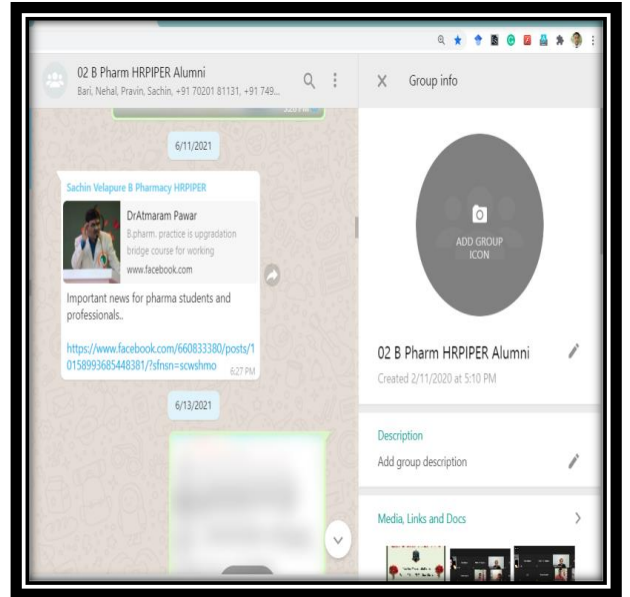 02 B Pharm HRPIPER Alumni
Bari, Nehal, Pravin, Sachin, +91 70201 81131, +91 749...
6/11/2021
Sachin Velapure B Pharmacy HRPIPER
DrAtmaram Pawar
B.pharm. practice is upgradation
bridge course for working
www.facebook.com
Important news for pharma students and
professionals..
https://www.facebook.com/660833380/posts/1
0158993685448381/?sfnsn=scwshmo
6:27 PM
6/13/2021
Group info
ADD GROUP
ICON
02 B Pharm HRPIPER Alumni
Created 2/11/2020 at 5:10 PM
Description
Add group description
Media, Links and Docs